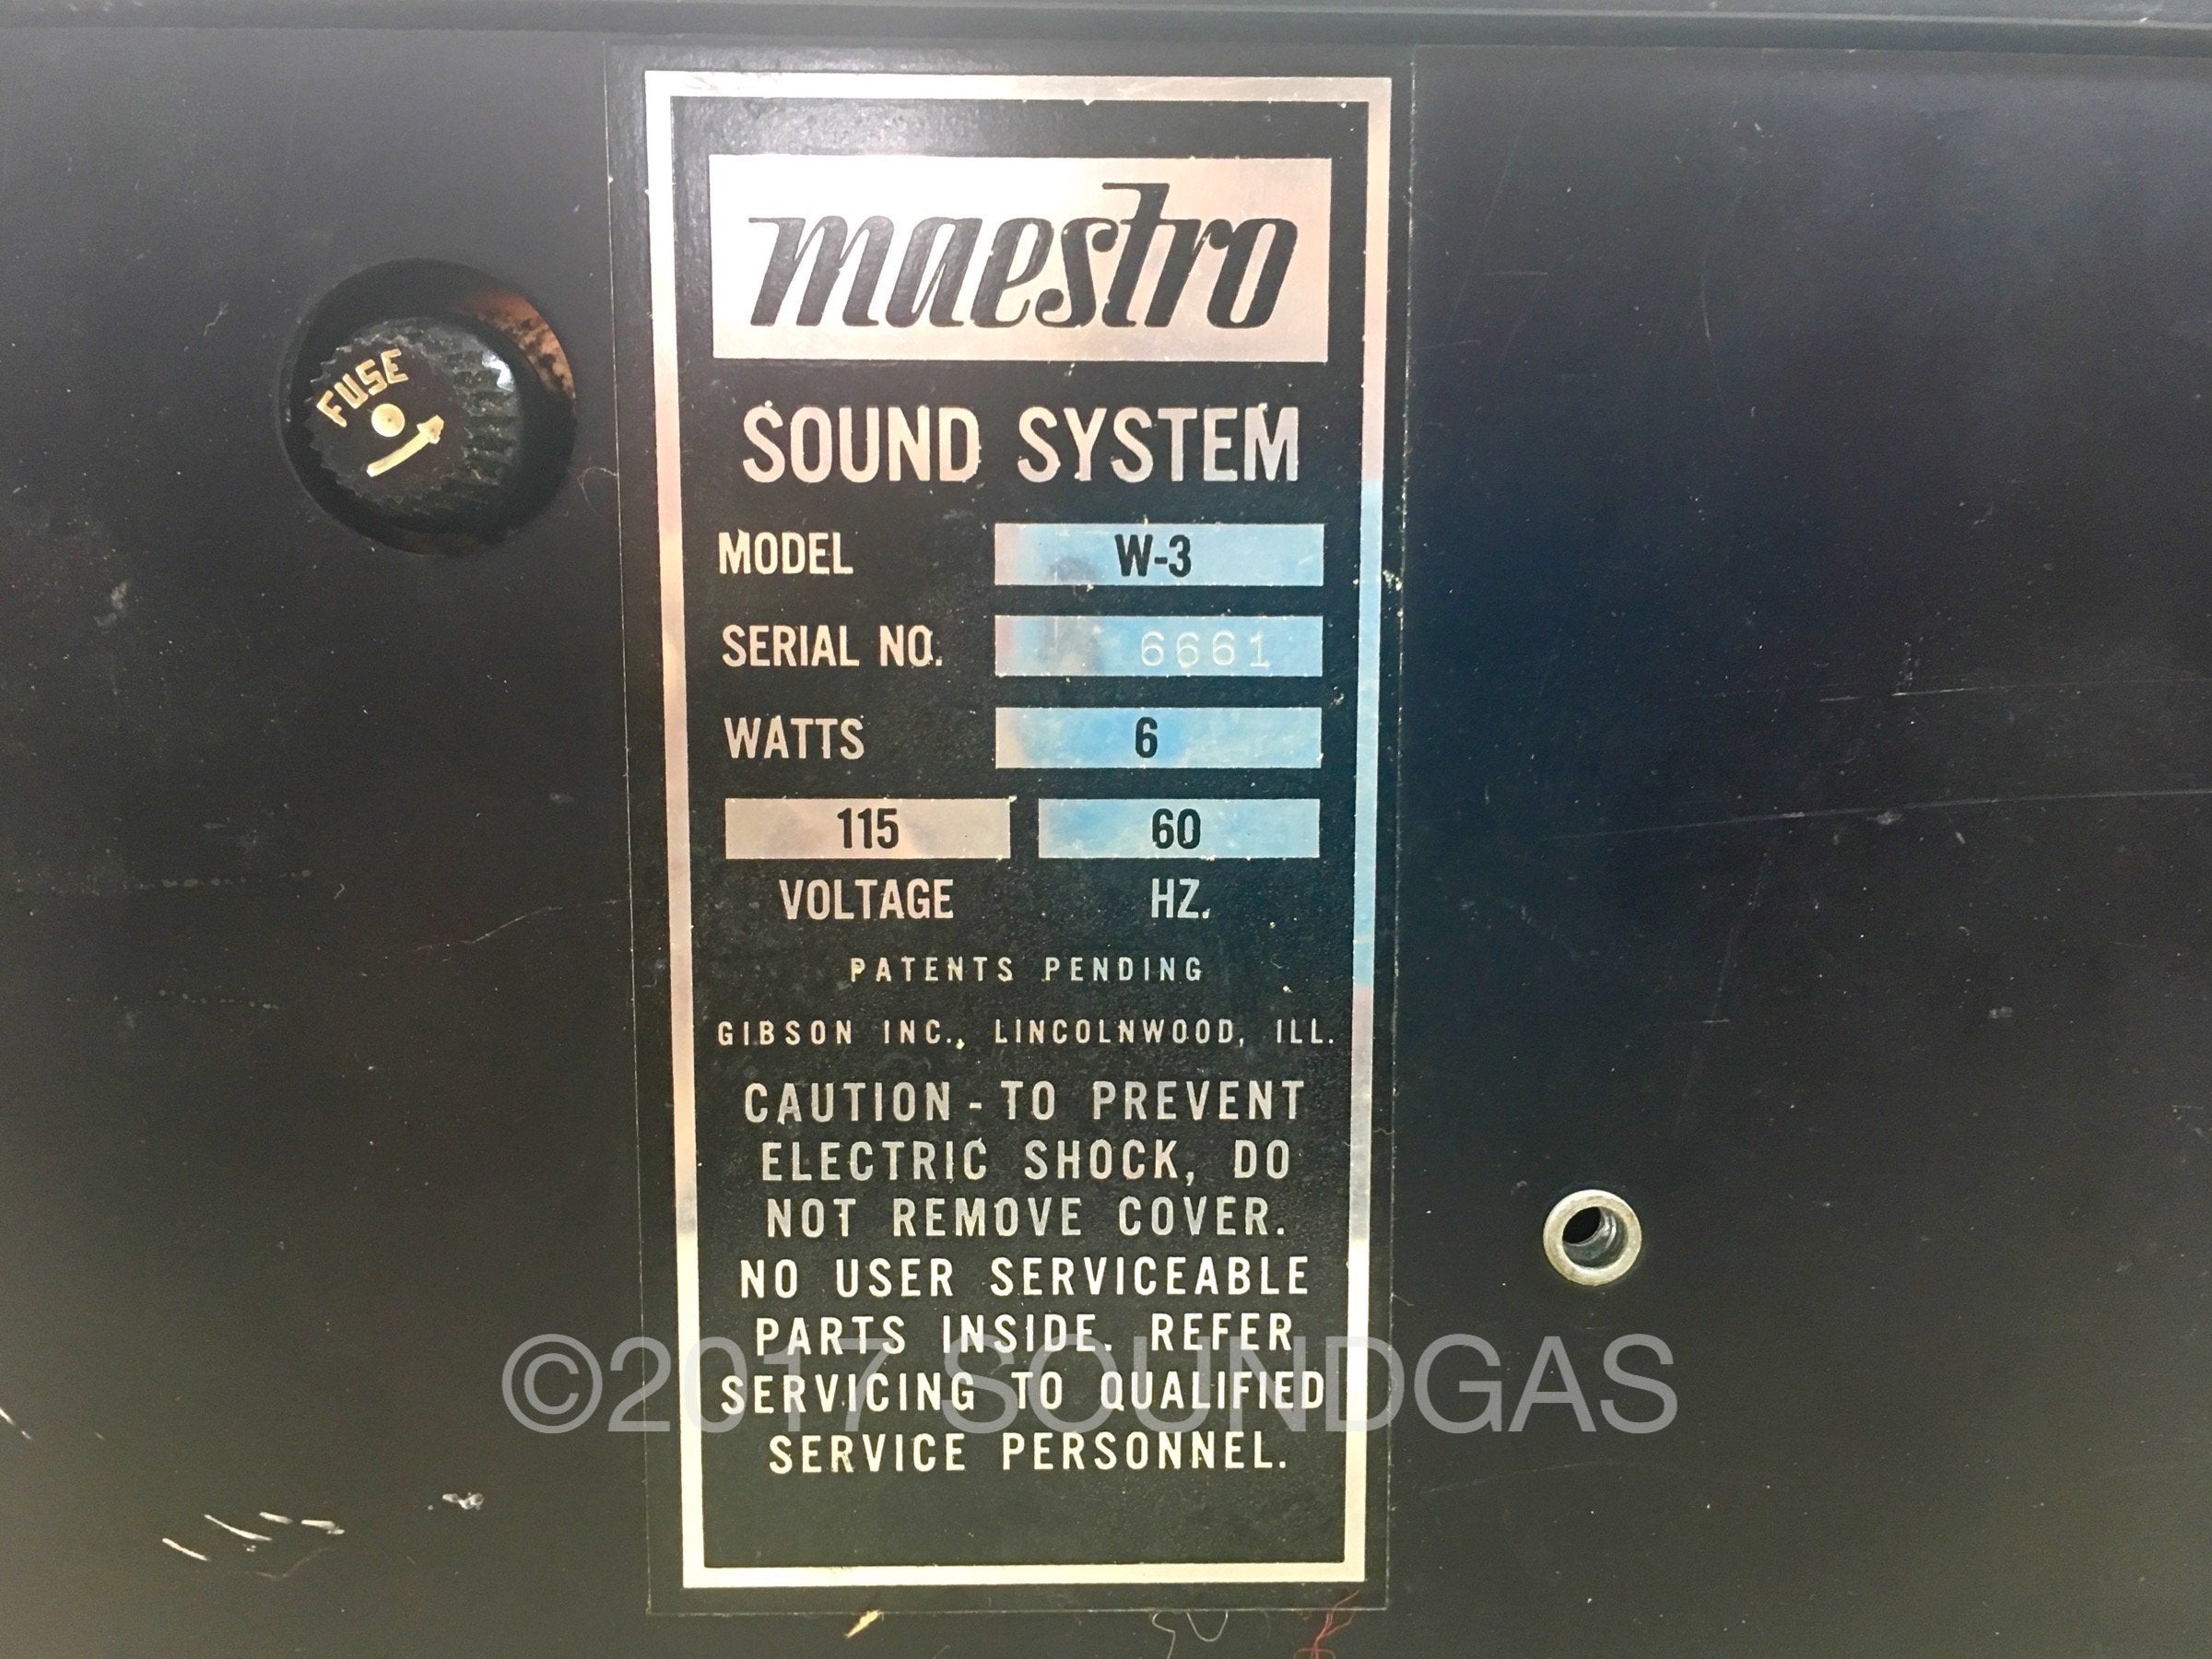 FUSE
maestro
SOUND SYSTEM
MODEL W-3
SERIAL NO. 6661
WATTS 6
115 60
VOLTAGE HZ.
PATENTS PENDING
GIBSON INC., LINCOLNWOOD, ILL.
CAUTION - TO PREVENT
ELECTRIC SHOCK, DO
NOT REMOVE COVER.
NO USER SERVICEABLE
PARTS INSIDE. REFER
SERVICING TO QUALIFIED
SERVICE PERSONNEL.
©2017 SOUNDGAS